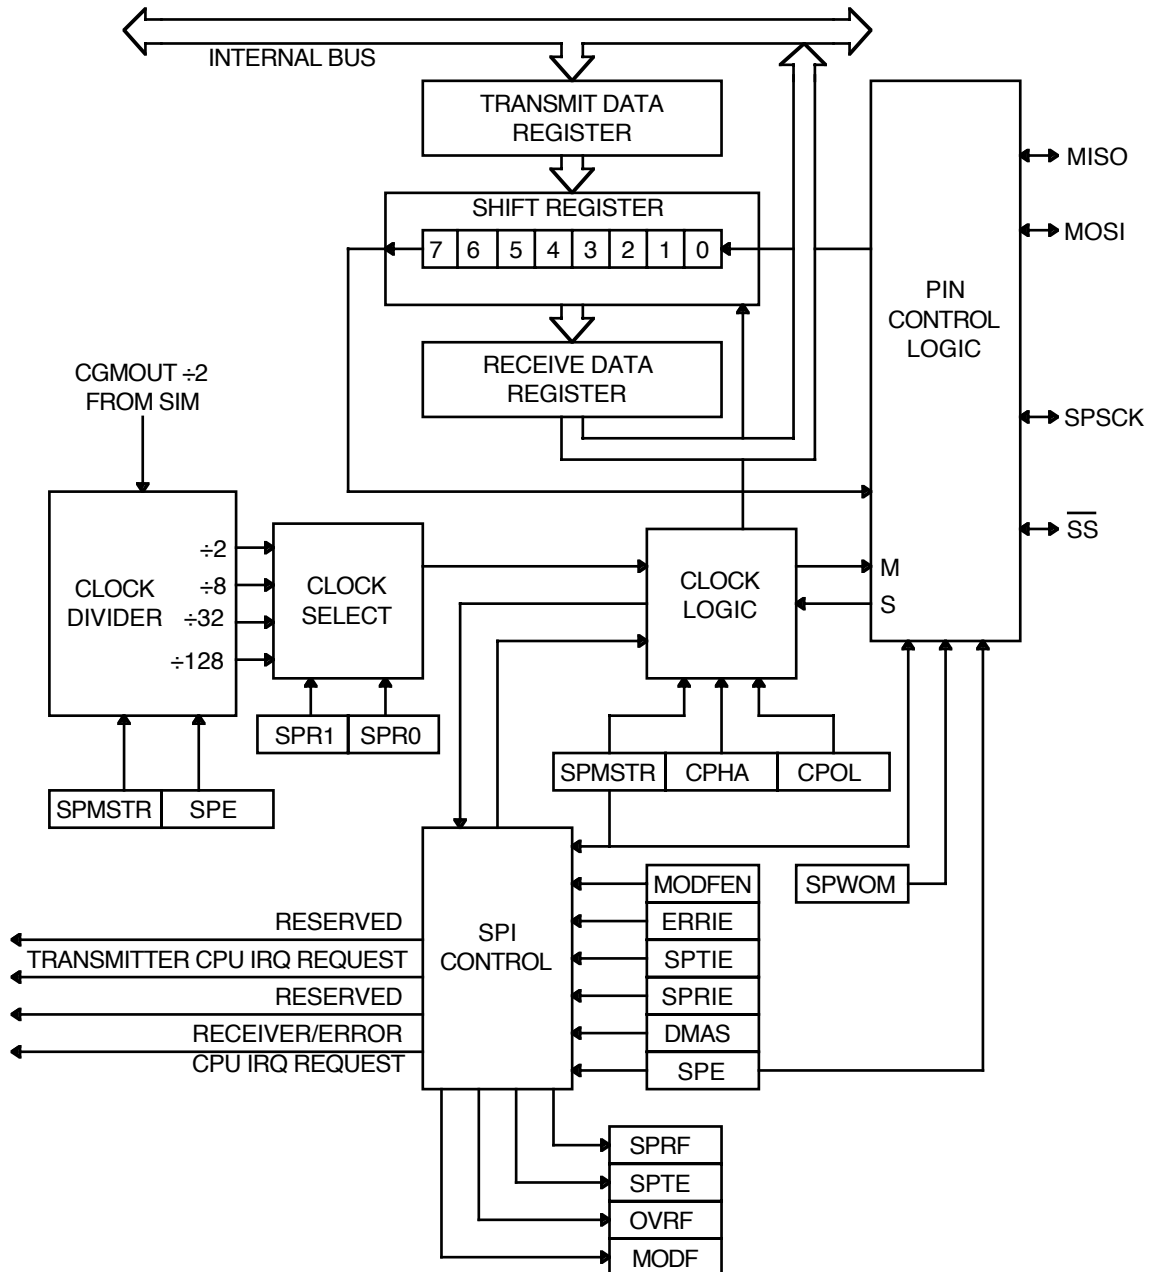 INTERNAL BUS
TRANSMIT DATA
REGISTER
SHIFT REGISTER
7 6 5 4 3 2 1 0
RECEIVE DATA
REGISTER
PIN
CONTROL
LOGIC
MISO
MOSI
SPSCK
SS
M
S
CGMOUT ÷2
FROM SIM
CLOCK
DIVIDER
÷2
÷8
÷32
÷128
CLOCK
SELECT
SPR1 SPR0
SPMSTR SPE
CLOCK
LOGIC
SPMSTR CPHA CPOL
SPI
CONTROL
MODFEN
ERRIE
SPTIE
SPRIE
DMAS
SPE
SPWOM
RESERVED
TRANSMITTER CPU IRQ REQUEST
RESERVED
RECEIVER/ERROR
CPU IRQ REQUEST
SPRF
SPTE
OVRF
MODF